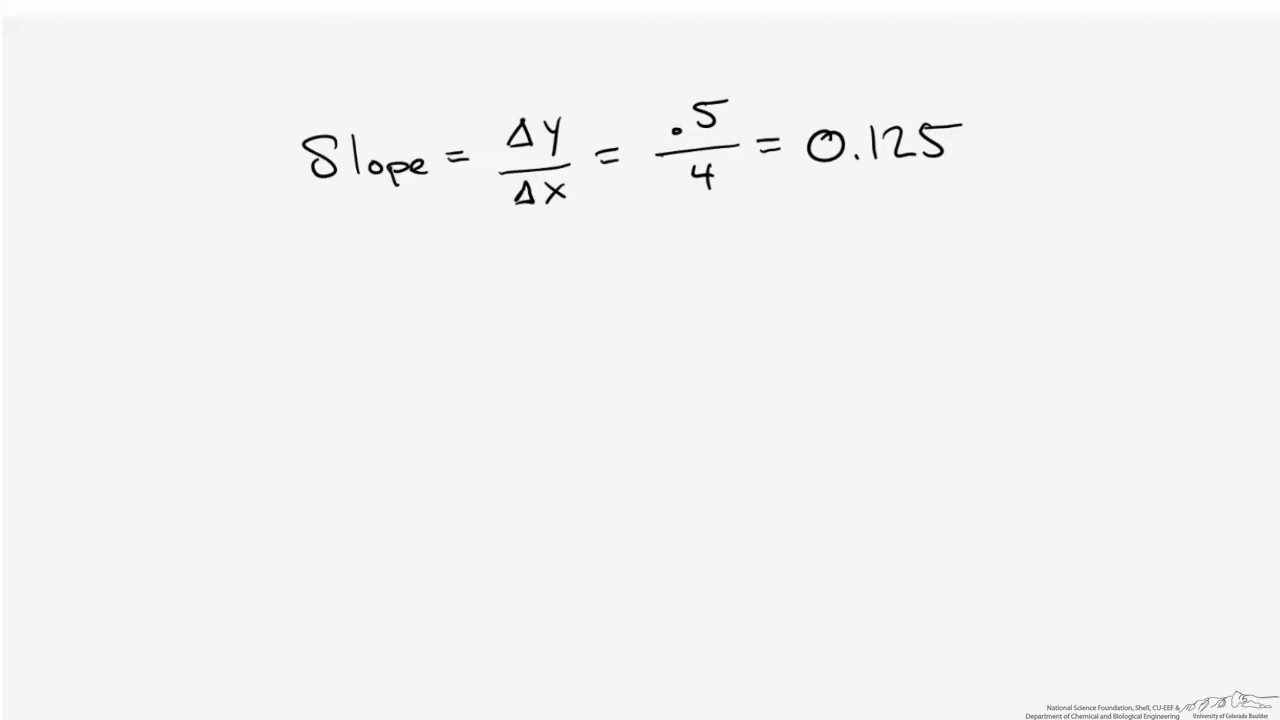 Slope = Δy/Δx = .5/4 = 0.125
National Science Foundation, Shell, CU-EEF &
Department of Chemical and Biological Engineering
University of Colorado Boulder